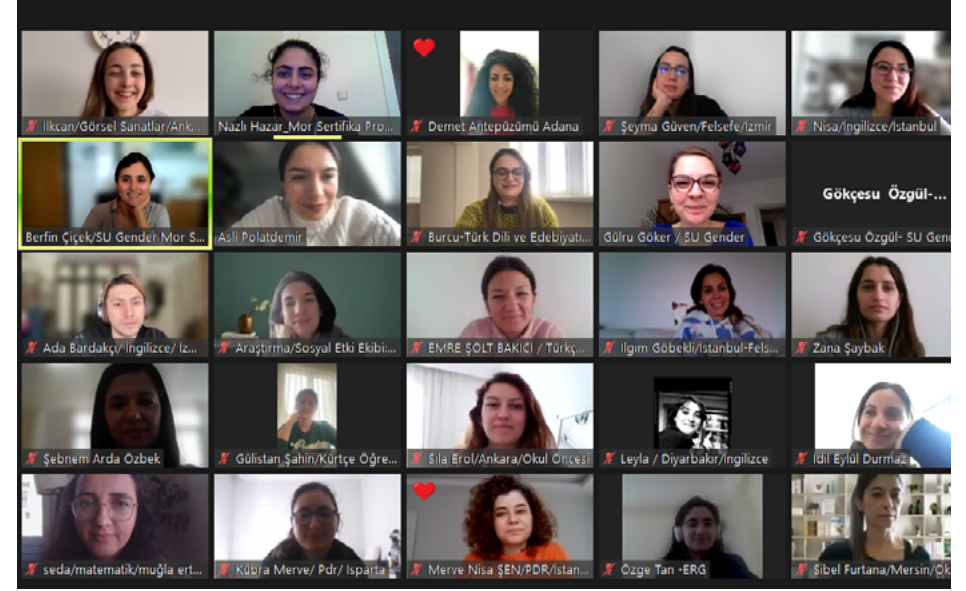 İlkcan/Görsel Sanatlar/Ank...
Nazlı Hazar_Mor Sertifika Pro...
Demet Antepüzümü Adana
Şeyma Güven/Felsefe/İzmir
Nisa/İngilizce/İstanbul
Berfin Çiçek/SU Gender Mor S...
Asli Polatdemir
Burcu-Türk Dili ve Edebiyatı...
Gülru Göker / SU Gender
Gökçesu Özgül-...
Gökçesu Özgül- SU Gend
Ada Bardakçı/-İngilizce/ İz...
Araştırma/Sosyal Etki Ekibi:...
EMRE ŞOLT BAKICI / Türkç...
Ilgım Göbekli/İstanbul-Fels...
Zana Şaybak
Şebnem Arda Özbek
Gülistan Şahin/Kürtçe Öğre...
Sıla Erol/Ankara/Okul Öncesi
Leyla / Diyarbakır/İngilizce
İdil Eylül Durmaz
seda/matematik/muğla ert...
Kübra Merve/ Pdr/ Isparta
Merve Nisa ŞEN/PDR/İstan...
Özge Tan -ERG
Sibel Furtana/Mersin/Ok